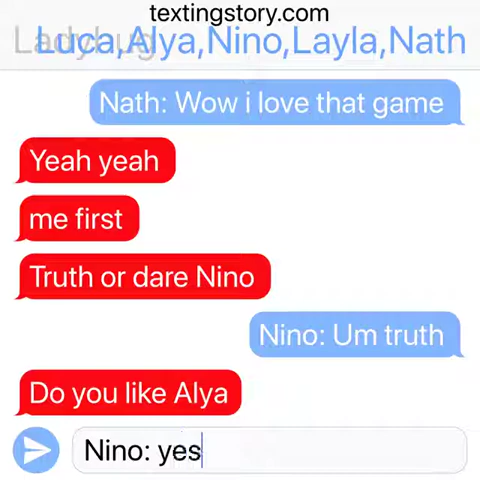 textingstory.com
Ladybug
Luca,Alya,Nino,Layla,Nath
Nath: Wow i love that game
Yeah yeah
me first
Truth or dare Nino
Nino: Um truth
Do you like Alya
Nino: yes